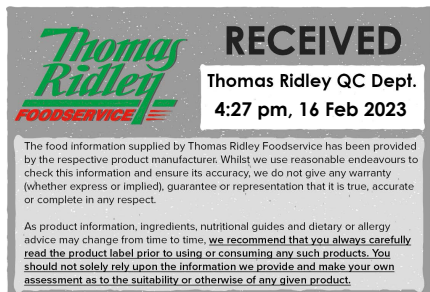 Thomas
Ridley
FOODSERVICE
RECEIVED
Thomas Ridley QC Dept.
4:27 pm, 16 Feb 2023
The food information supplied by Thomas Ridley Foodservice has been provided
by the respective product manufacturer. Whilst we use reasonable endeavours to
check this information and ensure its accuracy, we do not give any warranty
(whether express or implied), guarantee or representation that it is true, accurate
or complete in any respect.
As product information, ingredients, nutritional guides and dietary or allergy
advice may change from time to time, we recommend that you always carefully
read the product label prior to using or consuming any such products. You
should not solely rely upon the information we provide and make your own
assessment as to the suitability or otherwise of any given product.